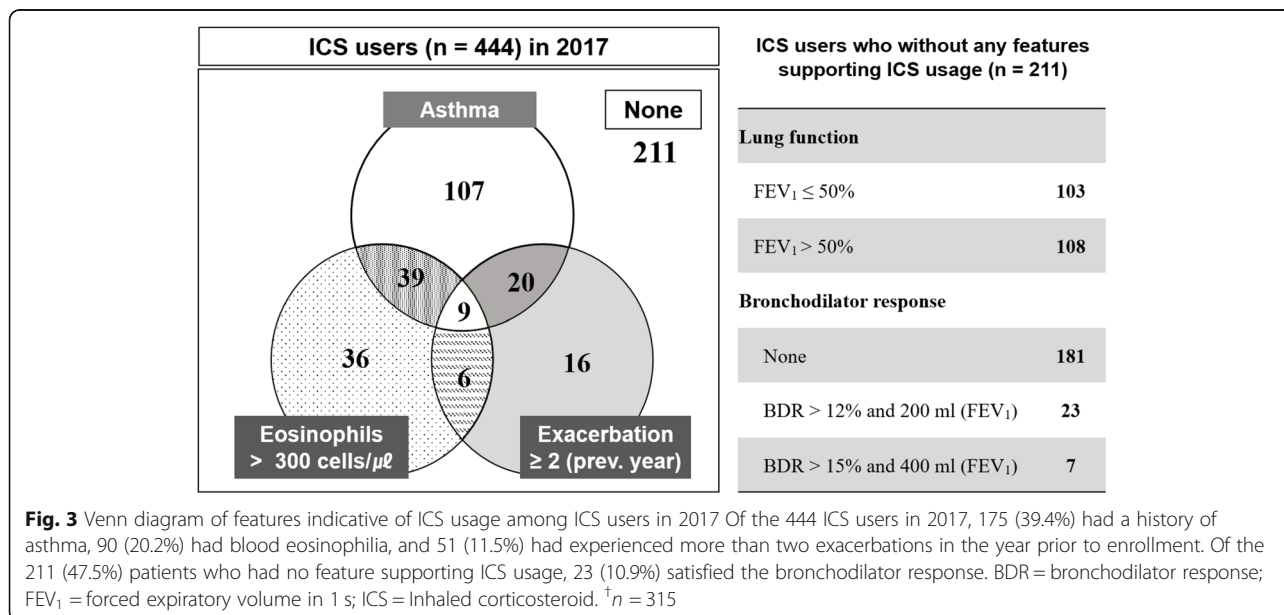 ICS users (n = 444) in 2017
Asthma
None
211
107
39
20
9
36
6
16
Eosinophils
> 300 cells/㎕
Exacerbation
≥ 2 (prev. year)
ICS users who without any features
supporting ICS usage (n = 211)
Lung function
FEV₁ ≤ 50% 103
FEV₁ > 50% 108
Bronchodilator response
None 181
BDR > 12% and 200 ml (FEV₁) 23
BDR > 15% and 400 ml (FEV₁) 7
Fig. 3 Venn diagram of features indicative of ICS usage among ICS users in 2017 Of the 444 ICS users in 2017, 175 (39.4%) had a history of
asthma, 90 (20.2%) had blood eosinophilia, and 51 (11.5%) had experienced more than two exacerbations in the year prior to enrollment. Of the
211 (47.5%) patients who had no feature supporting ICS usage, 23 (10.9%) satisfied the bronchodilator response. BDR = bronchodilator response;
FEV₁ = forced expiratory volume in 1 s; ICS = Inhaled corticosteroid. †n = 315